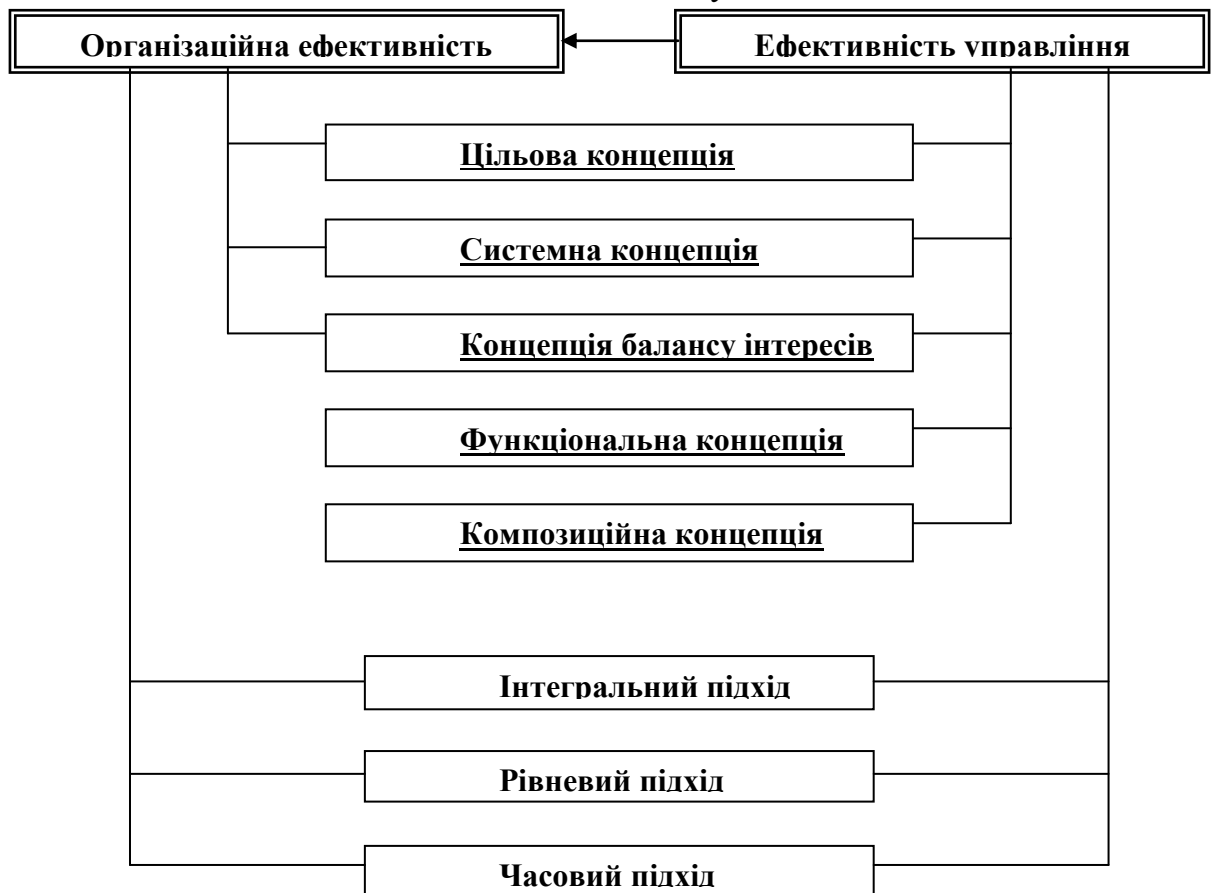 Організаційна ефективність
Ефективність управління
Цільова концепція
Системна концепція
Концепція балансу інтересів
Функціональна концепція
Композиційна концепція
Інтегральний підхід
Рівневий підхід
Часовий підхід